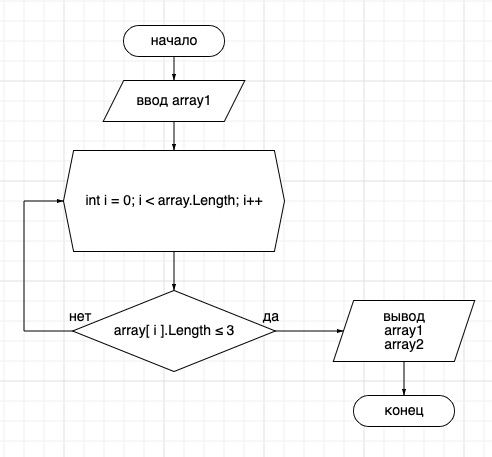 начало
ввод array1
int i = 0; i < array.Length; i++
нет
да
array[ i ].Length ≤ 3
вывод
array1
array2
конец